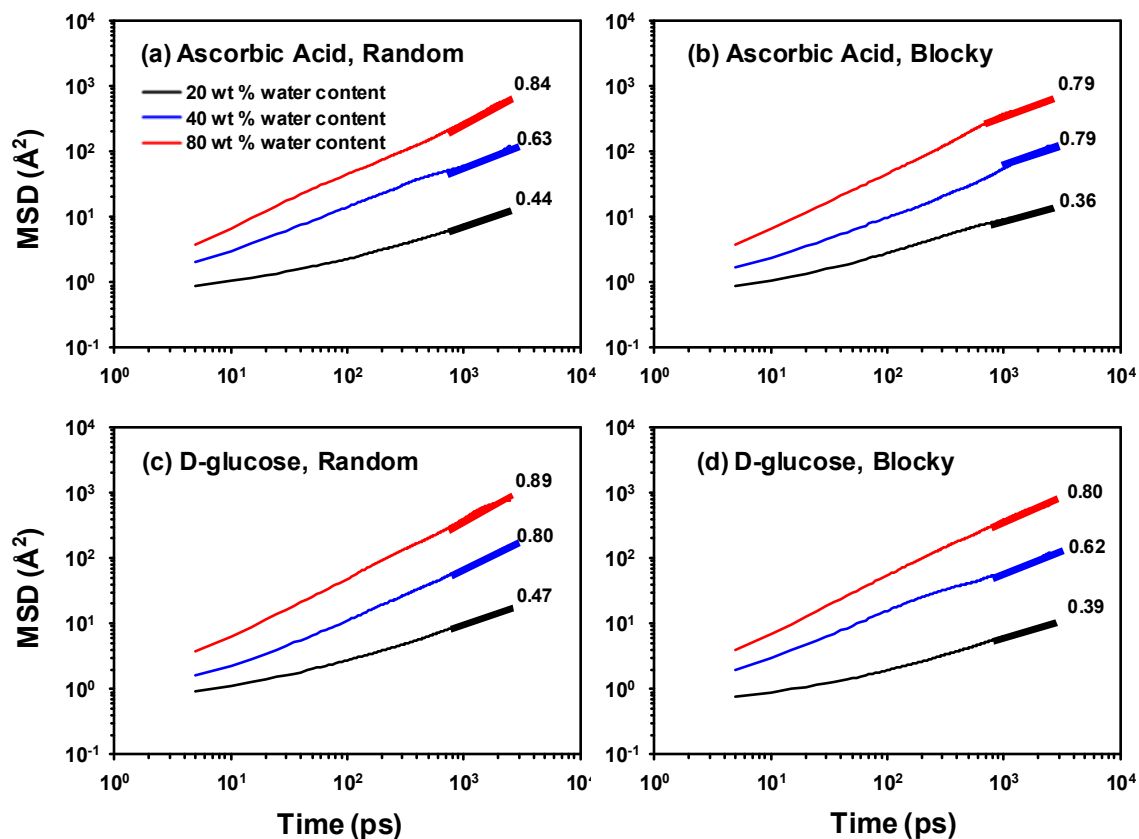 (a) Ascorbic Acid, Random
20 wt % water content
40 wt % water content
80 wt % water content
0.84
0.63
0.44
MSD (Å²)
10⁴
10³
10²
10¹
10⁰
10⁻¹
10⁰ 10¹ 10² 10³ 10⁴
(b) Ascorbic Acid, Blocky
0.79
0.79
0.36
10⁴
10³
10²
10¹
10⁰
10⁻¹
10⁰ 10¹ 10² 10³ 10⁴
(c) D-glucose, Random
0.89
0.80
0.47
MSD (Å²)
10⁴
10³
10²
10¹
10⁰
10⁻¹
10⁰ 10¹ 10² 10³ 10⁴
Time (ps)
(d) D-glucose, Blocky
0.80
0.62
0.39
10⁴
10³
10²
10¹
10⁰
10⁻¹
10⁰ 10¹ 10² 10³ 10⁴
Time (ps)